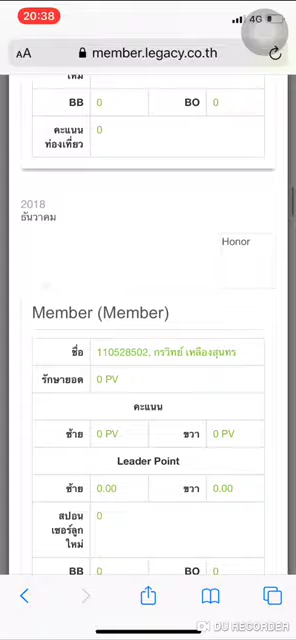 20:38
4G
AA member.legacy.co.th
ใหม่
BB 0 BO 0
คะแนน 0
ท่องเที่ยว
2018
ธันวาคม
Honor
Member (Member)
ชื่อ 110528502, กรวิทย์ เหลืองสุนทร
รักษายอด 0 PV
คะแนน
ซ้าย 0 PV ขวา 0 PV
Leader Point
ซ้าย 0.00 ขวา 0.00
สปอน 0
เซอร์ลูก
ใหม่
BB 0 BO 0
DU RECORDER